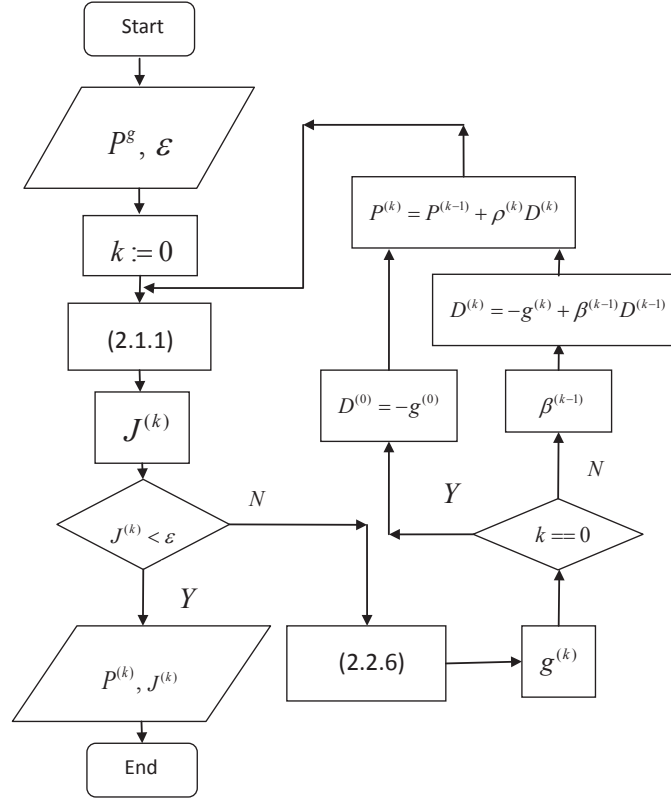 Start
P^g, ε
k := 0
(2.1.1)
J^(k)
J^(k) < ε
N
Y
P^(k), J^(k)
End
(2.2.6)
g^(k)
k == 0
Y
N
D^(0) = −g^(0)
β^(k−1)
D^(k) = −g^(k) + β^(k−1) D^(k−1)
P^(k) = P^(k−1) + ρ^(k) D^(k)